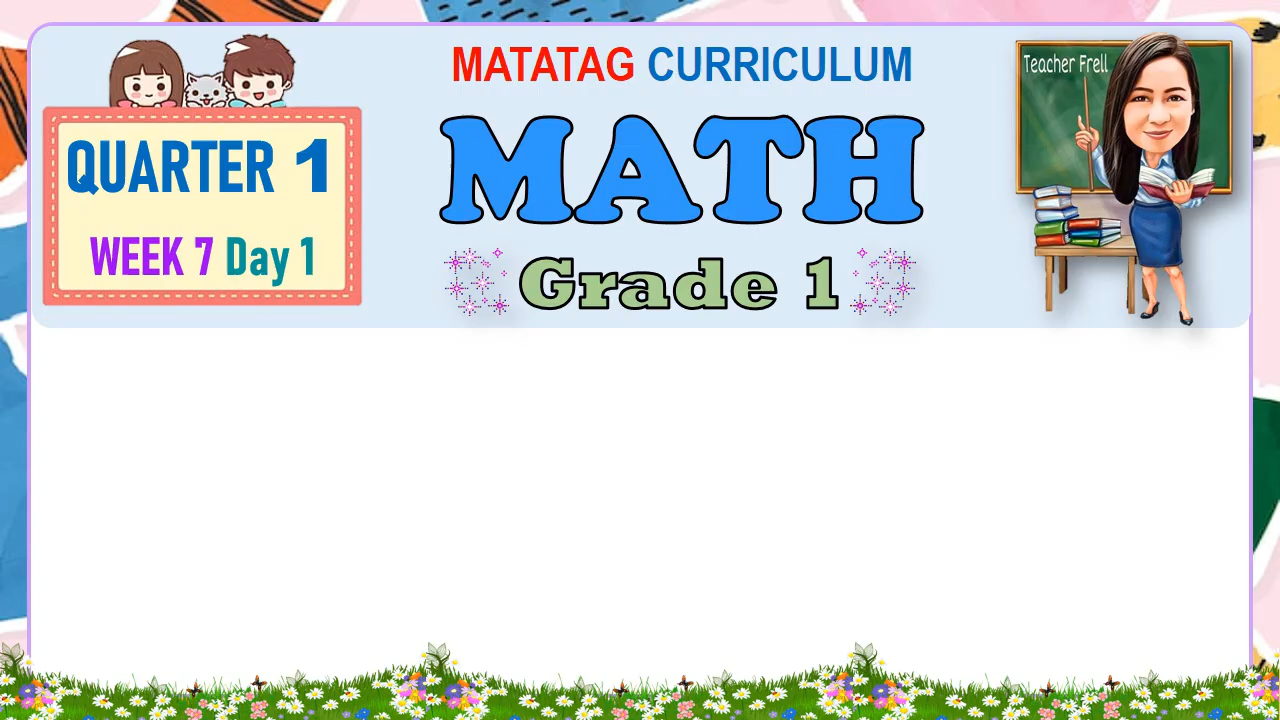 MATATAG CURRICULUM
MATH
Grade 1
QUARTER 1
WEEK 7 Day 1
Teacher Frell